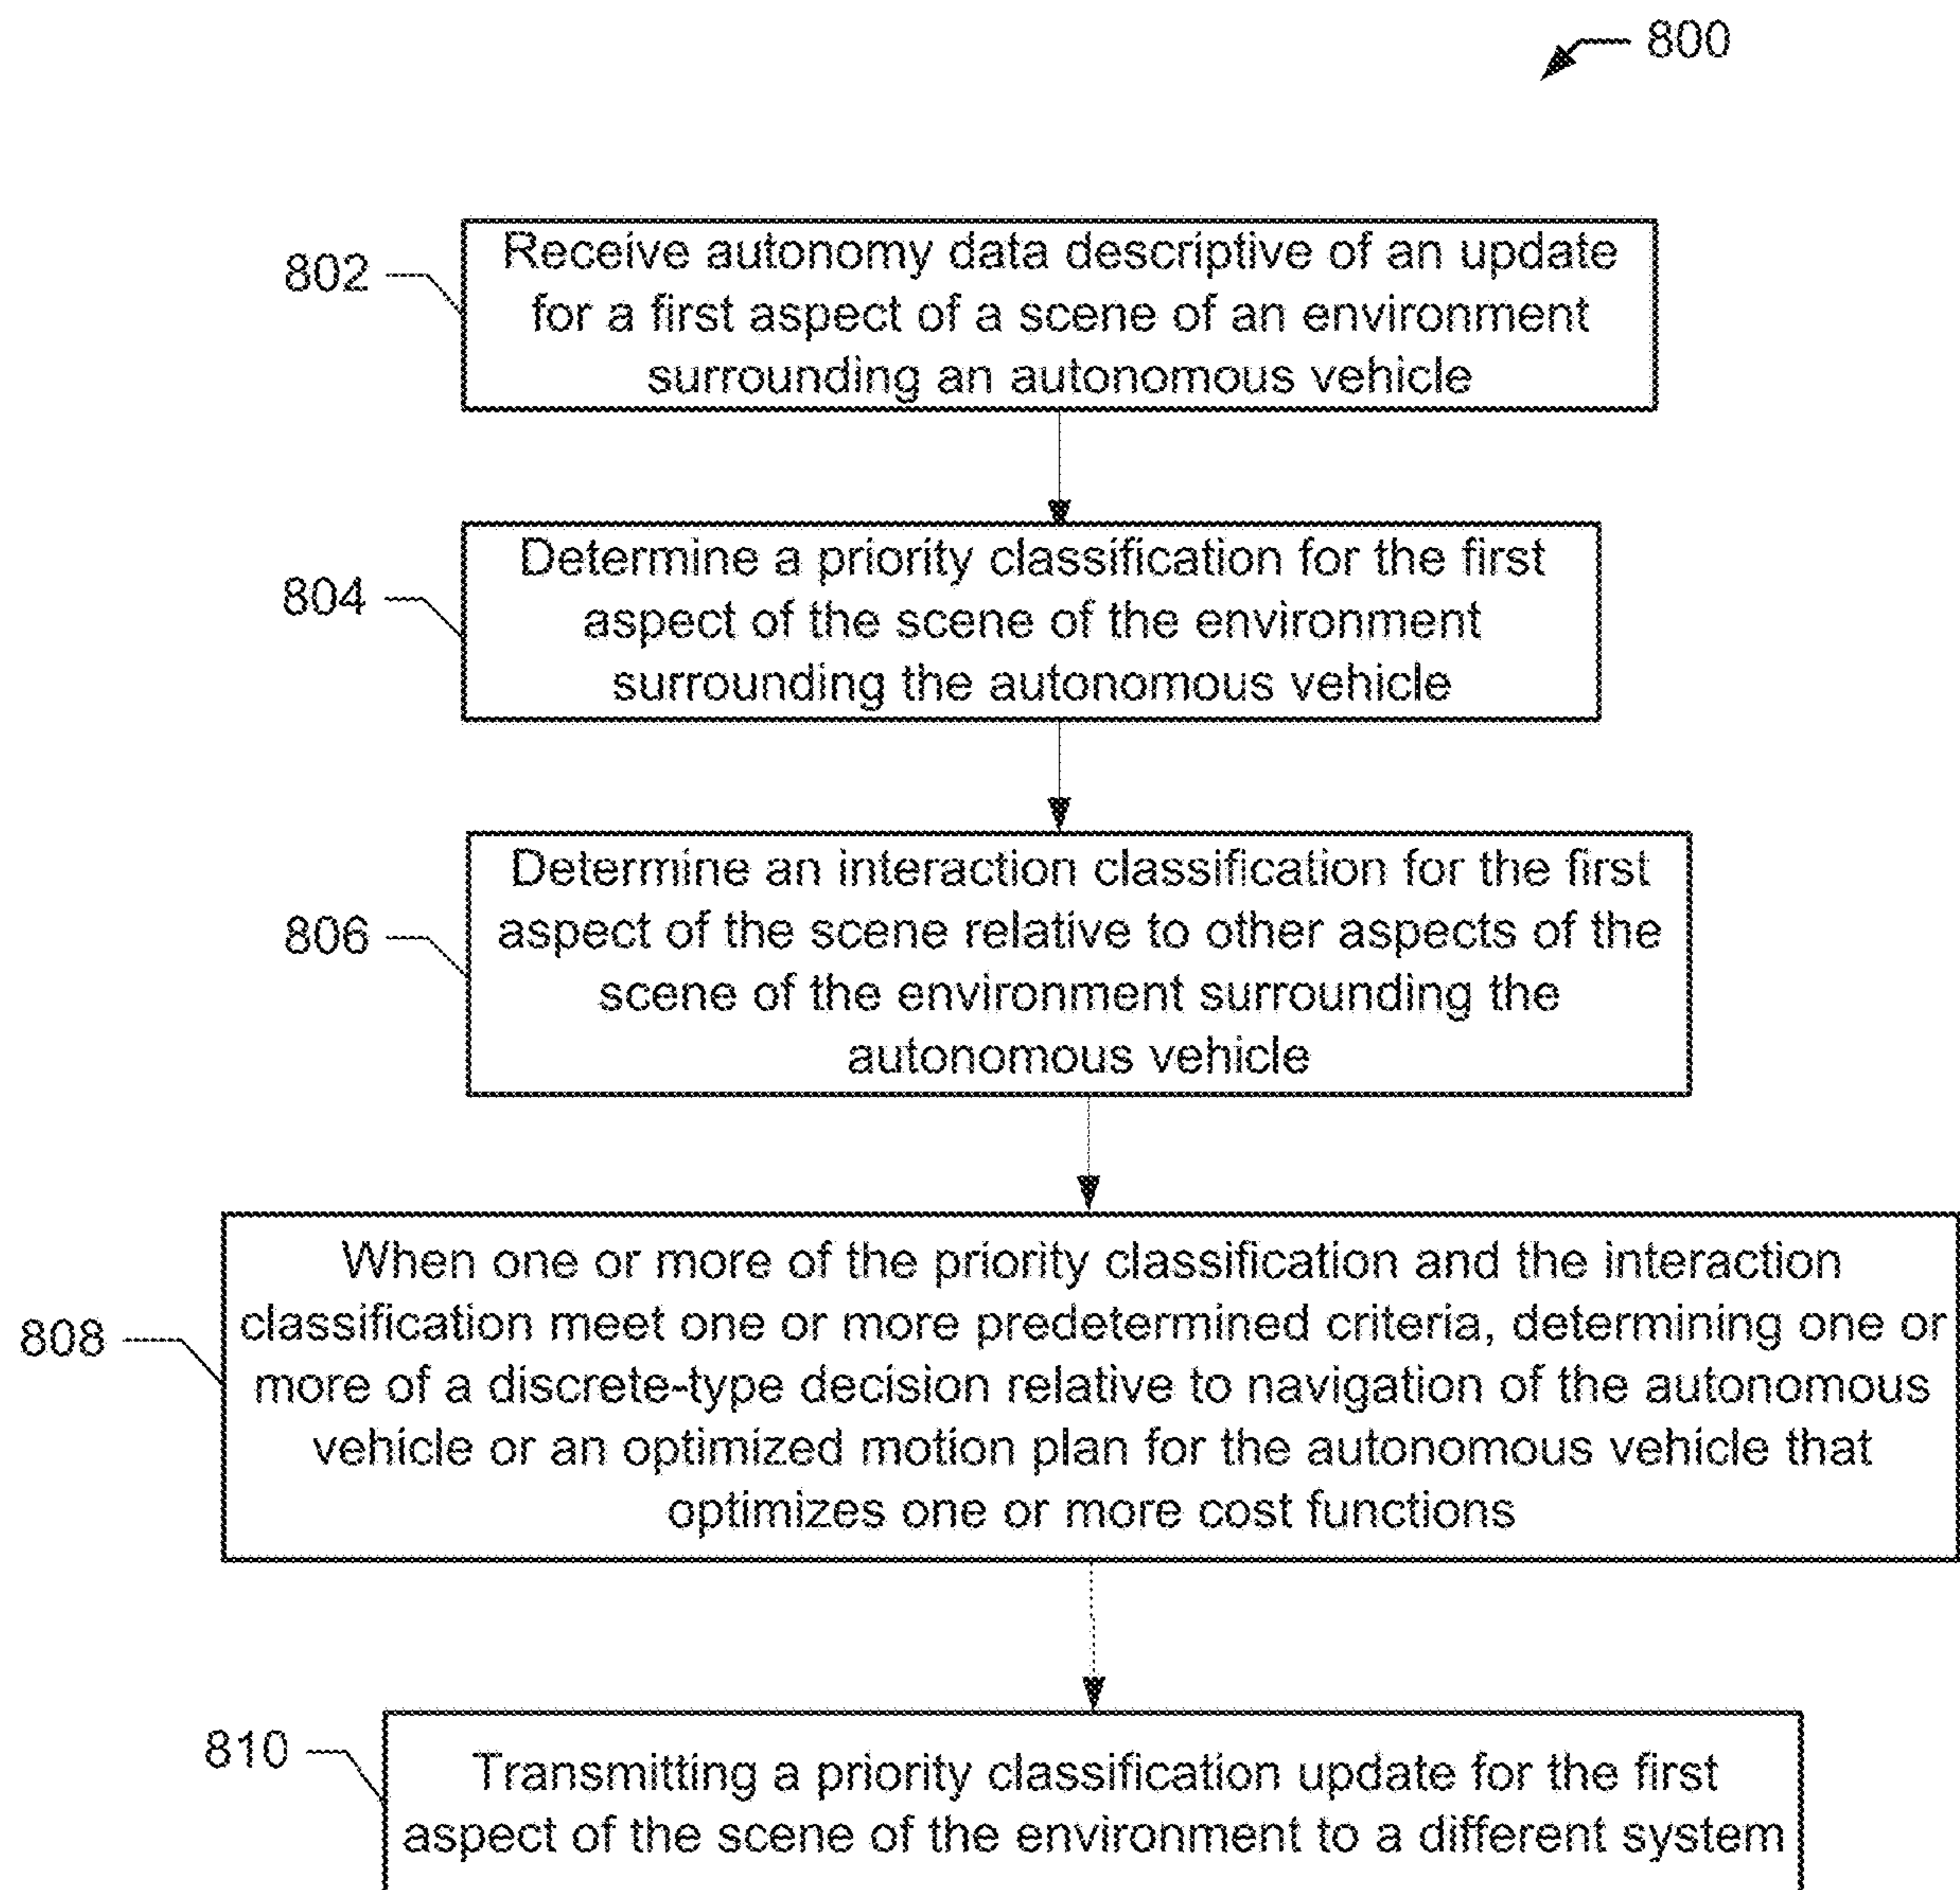 800
802
Receive autonomy data descriptive of an update
for a first aspect of a scene of an environment
surrounding an autonomous vehicle
804
Determine a priority classification for the first
aspect of the scene of the environment
surrounding the autonomous vehicle
806
Determine an interaction classification for the first
aspect of the scene relative to other aspects of the
scene of the environment surrounding the
autonomous vehicle
808
When one or more of the priority classification and the interaction
classification meet one or more predetermined criteria, determining one or
more of a discrete-type decision relative to navigation of the autonomous
vehicle or an optimized motion plan for the autonomous vehicle that
optimizes one or more cost functions
810
Transmitting a priority classification update for the first
aspect of the scene of the environment to a different system